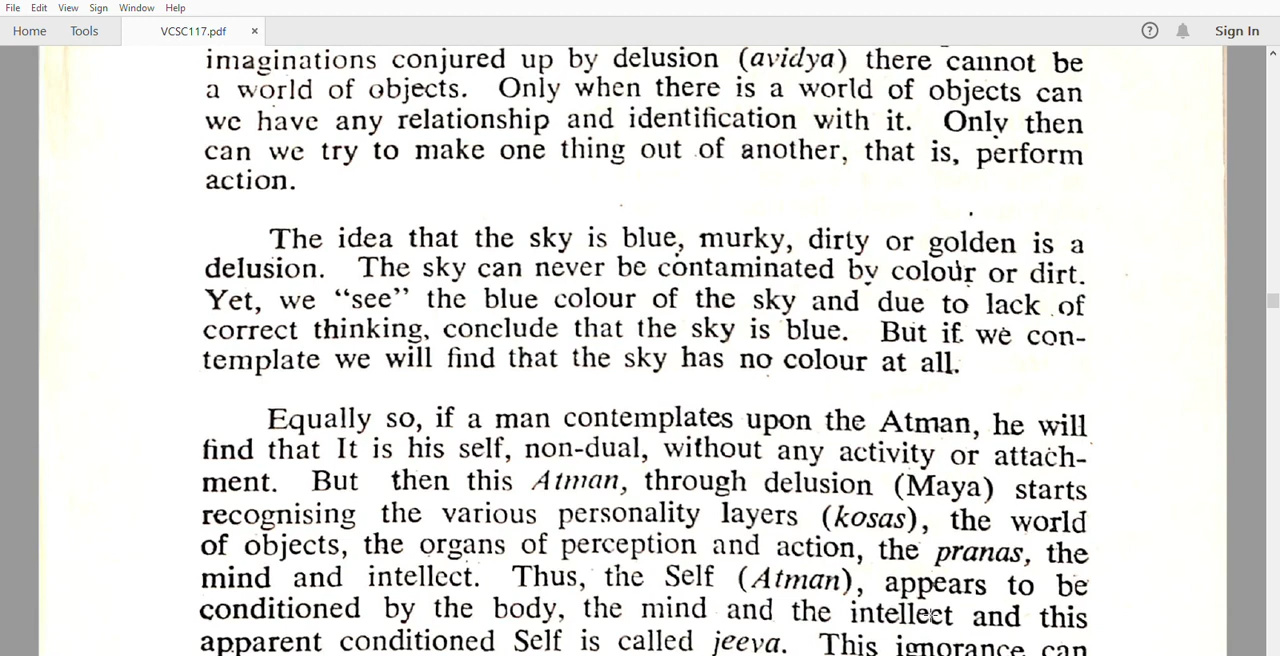 File Edit View Sign Window Help
Home Tools VCSC117.pdf × ? Sign In
imaginations conjured up by delusion (avidya) there cannot be
a world of objects. Only when there is a world of objects can
we have any relationship and identification with it. Only then
can we try to make one thing out of another, that is, perform
action.
The idea that the sky is blue, murky, dirty or golden is a
delusion. The sky can never be contaminated by colour or dirt.
Yet, we “see” the blue colour of the sky and due to lack of
correct thinking, conclude that the sky is blue. But if we con-
template we will find that the sky has no colour at all.
Equally so, if a man contemplates upon the Atman, he will
find that It is his self, non-dual, without any activity or attach-
ment. But then this Atman, through delusion (Maya) starts
recognising the various personality layers (kosas), the world
of objects, the organs of perception and action, the pranas, the
mind and intellect. Thus, the Self (Atman), appears to be
conditioned by the body, the mind and the intellect and this
apparent conditioned Self is called jeeva. This ignorance can